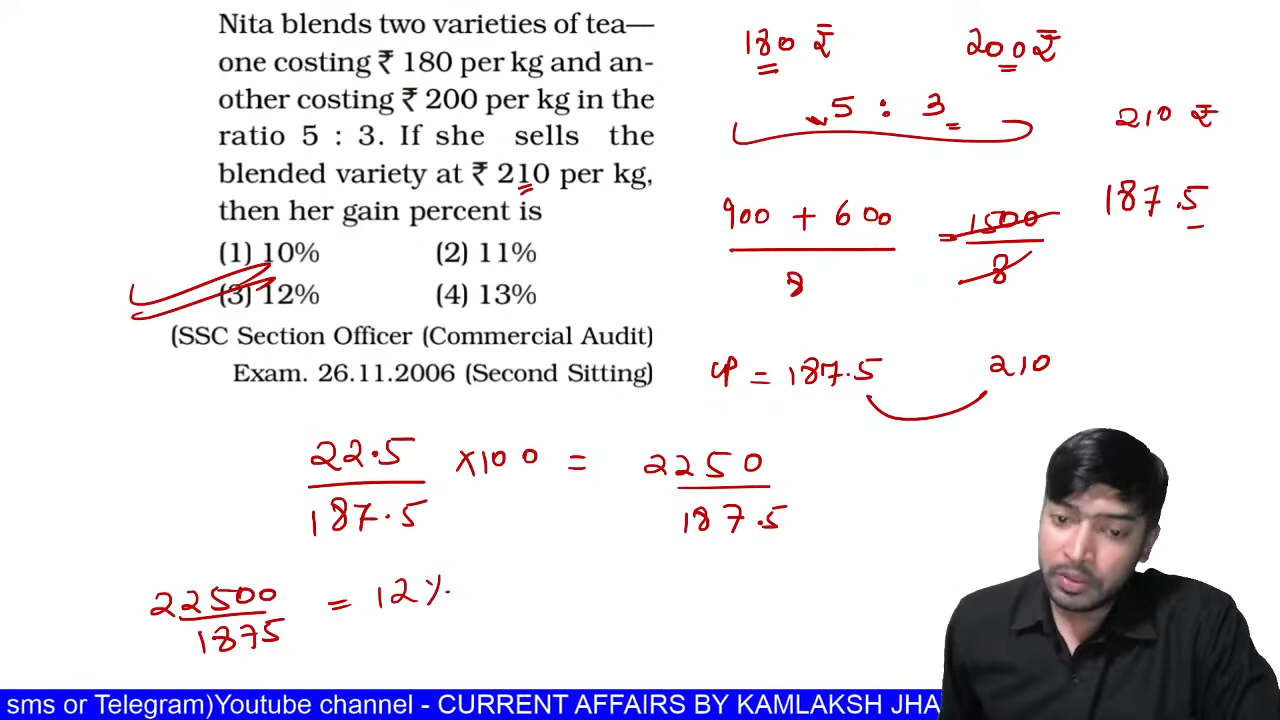 Nita blends two varieties of tea—
one costing ₹ 180 per kg and an-
other costing ₹ 200 per kg in the
ratio 5 : 3. If she sells the
blended variety at ₹ 210 per kg,
then her gain percent is
(1) 10% (2) 11%
(3) 12% (4) 13%
(SSC Section Officer (Commercial Audit)
Exam. 26.11.2006 (Second Sitting)
180 ₹ 200 ₹
5 : 3
210 ₹
187.5
900 + 600 = 1500
8 8
CP = 187.5 210
22.5 ×100 = 2250
187.5 187.5
22500 = 12%.
1875
sms or Telegram)Youtube channel - CURRENT AFFAIRS BY KAMLAKSH JHA